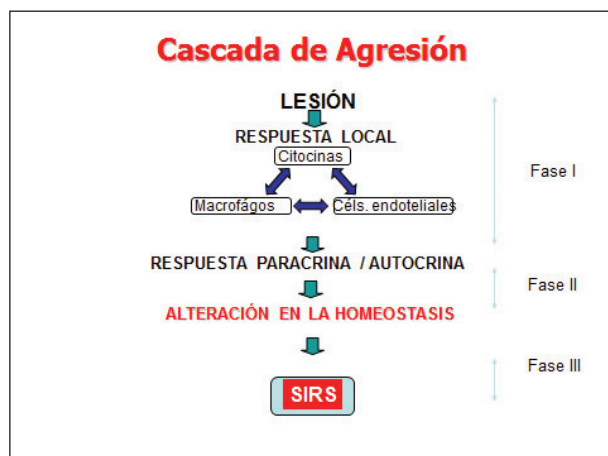 Cascada de Agresión
LESIÓN
RESPUESTA LOCAL
Citocinas
Fase I
Macrofágos
Céls. endoteliales
RESPUESTA PARACRINA / AUTOCRINA
Fase II
ALTERACIÓN EN LA HOMEOSTASIS
Fase III
SIRS